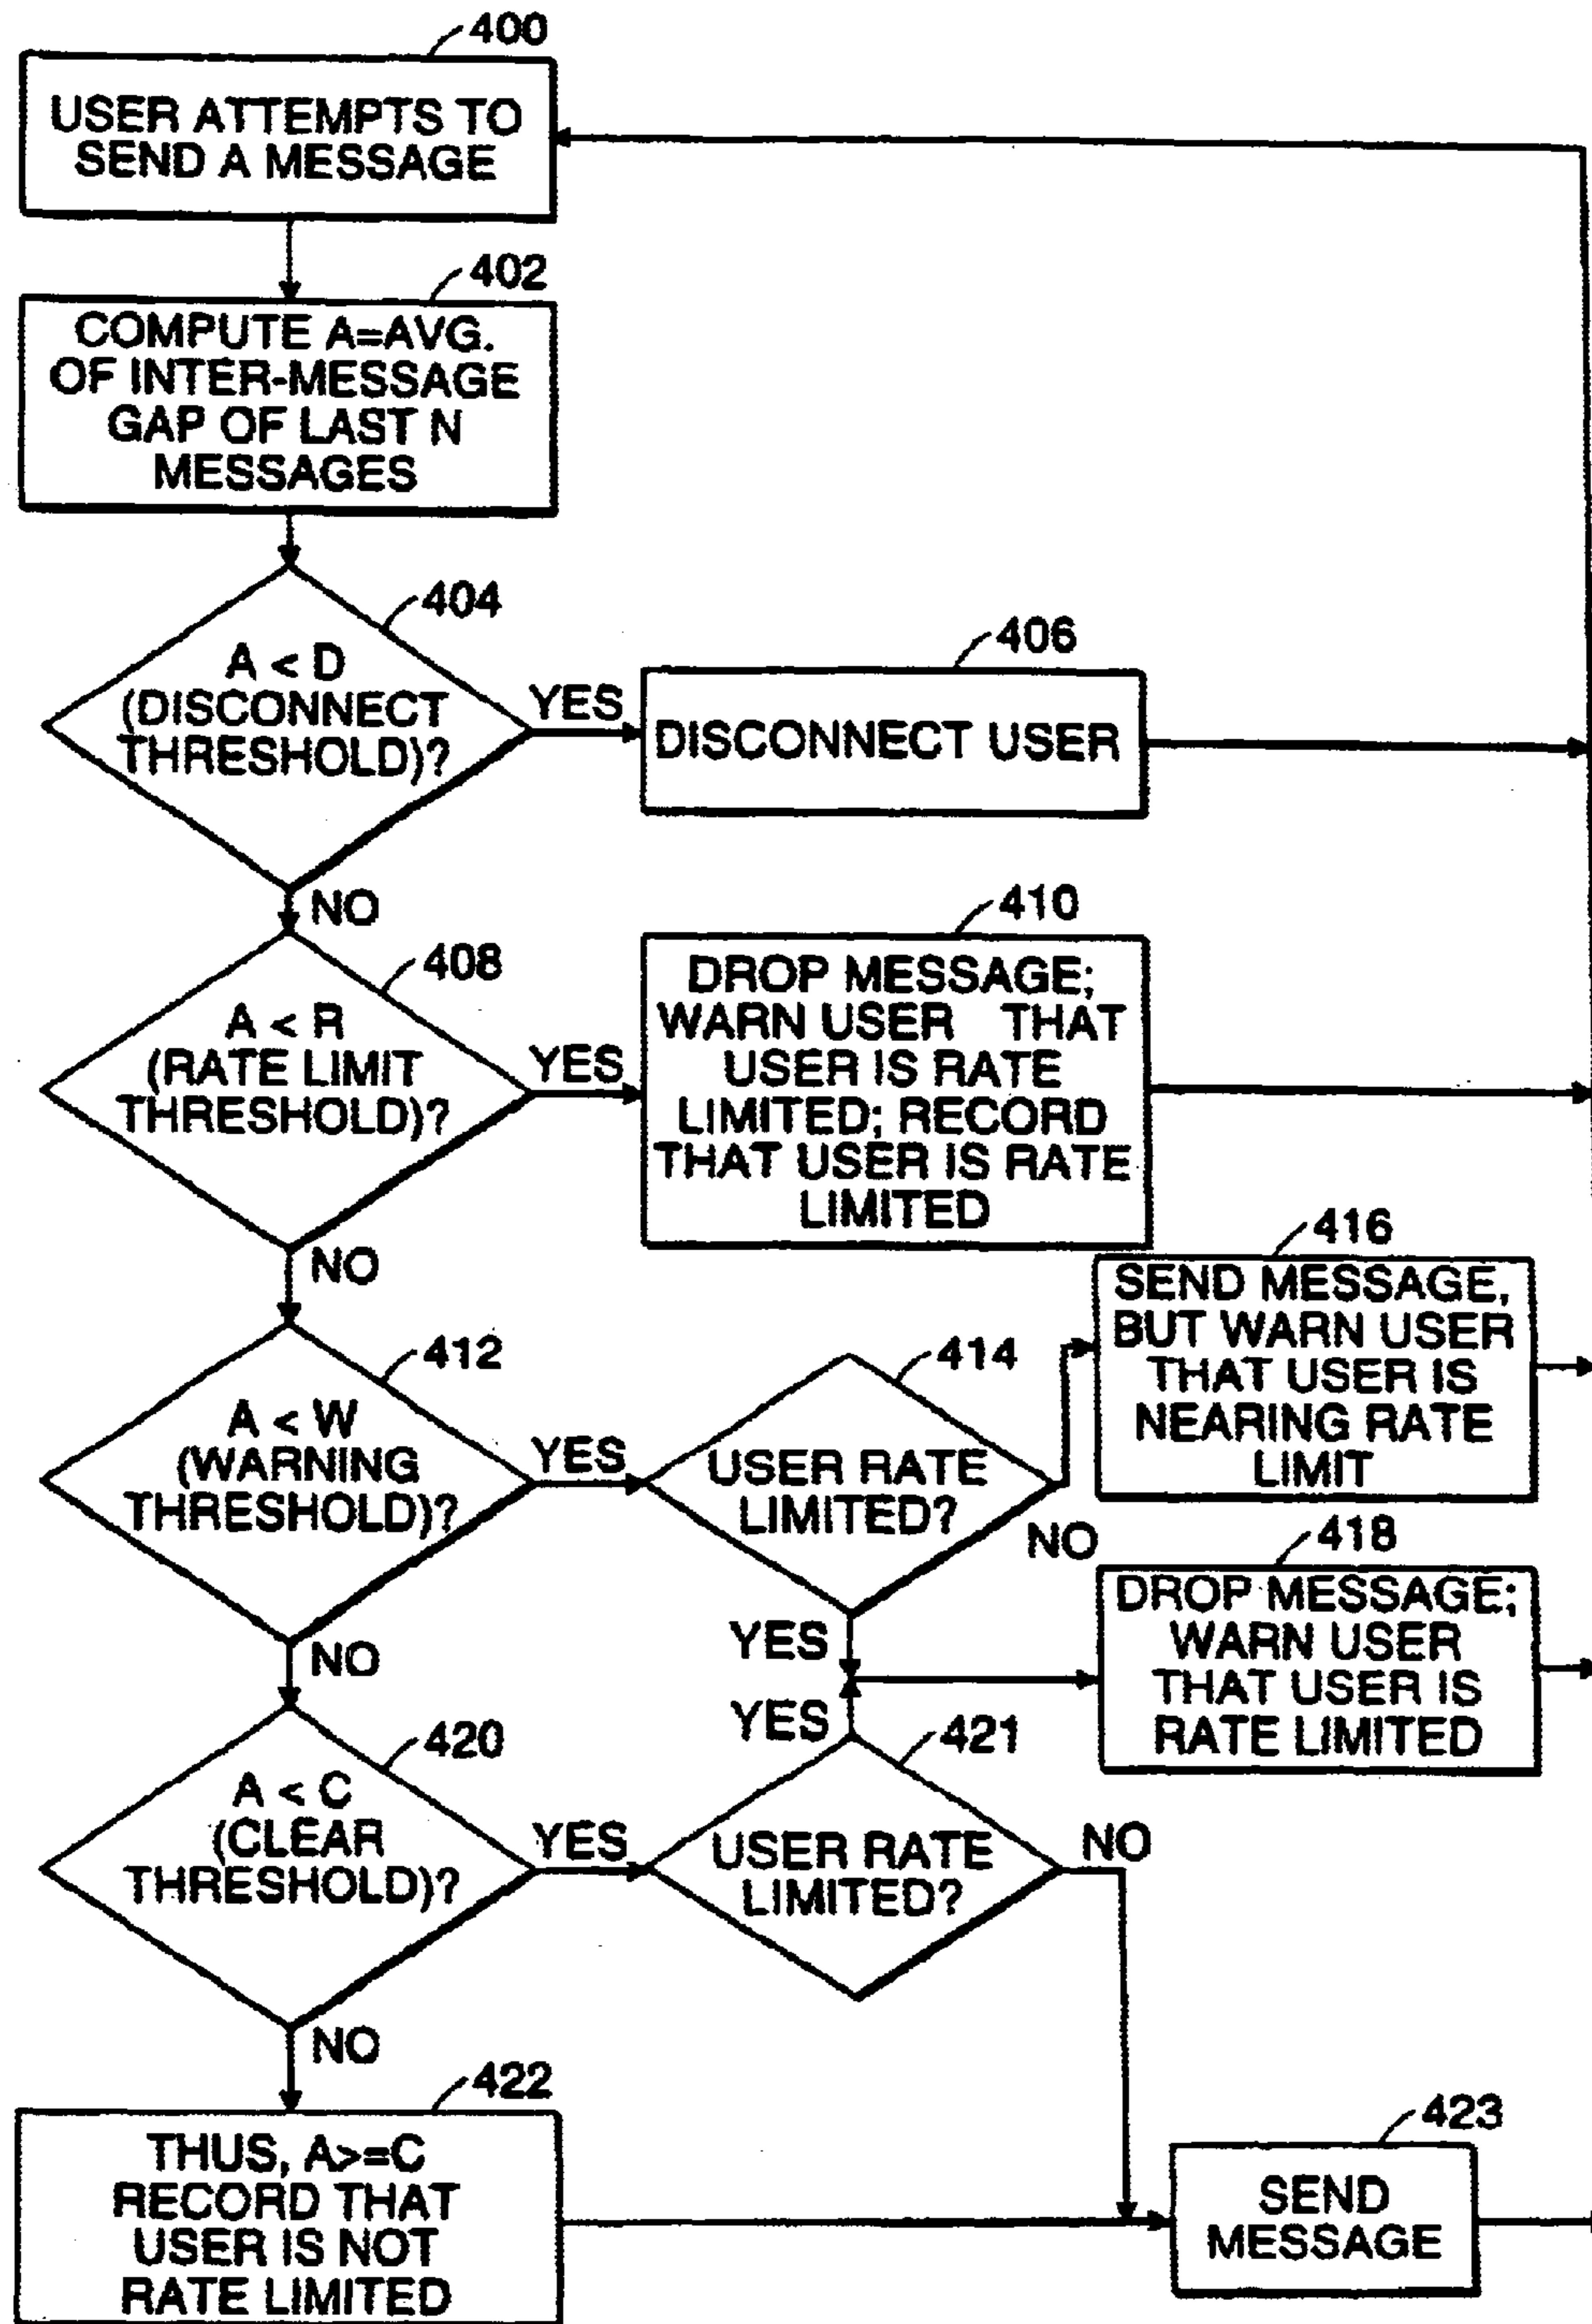 400
USER ATTEMPTS TO
SEND A MESSAGE
402
COMPUTE A=AVG.
OF INTER-MESSAGE
GAP OF LAST N
MESSAGES
404
A < D
(DISCONNECT
THRESHOLD)?
YES
406
DISCONNECT USER
NO
408
A < R
(RATE LIMIT
THRESHOLD)?
YES
410
DROP MESSAGE;
WARN USER THAT
USER IS RATE
LIMITED; RECORD
THAT USER IS RATE
LIMITED
NO
412
A < W
(WARNING
THRESHOLD)?
YES
414
USER RATE
LIMITED?
NO
416
SEND MESSAGE,
BUT WARN USER
THAT USER IS
NEARING RATE
LIMIT
YES
418
DROP MESSAGE;
WARN USER
THAT USER IS
RATE LIMITED
NO
420
A < C
(CLEAR
THRESHOLD)?
YES
YES
421
USER RATE
LIMITED?
NO
NO
422
THUS, A>=C
RECORD THAT
USER IS NOT
RATE LIMITED
423
SEND
MESSAGE